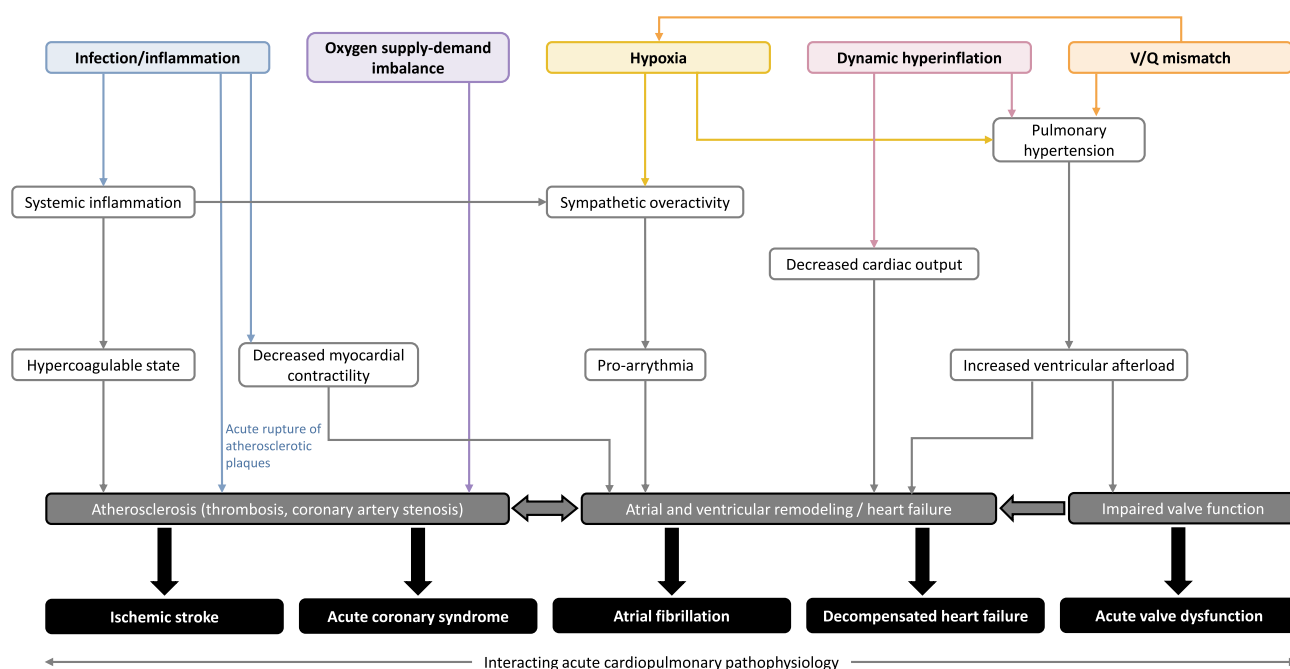 Infection/inflammation
Oxygen supply-demand
imbalance
Hypoxia
Dynamic hyperinflation
V/Q mismatch
Pulmonary
hypertension
Systemic inflammation
Sympathetic overactivity
Decreased cardiac output
Hypercoagulable state
Decreased myocardial
contractility
Pro-arrythmia
Increased ventricular afterload
Acute rupture of
atherosclerotic
plaques
Atherosclerosis (thrombosis, coronary artery stenosis)
Atrial and ventricular remodeling / heart failure
Impaired valve function
Ischemic stroke
Acute coronary syndrome
Atrial fibrillation
Decompensated heart failure
Acute valve dysfunction
Interacting acute cardiopulmonary pathophysiology